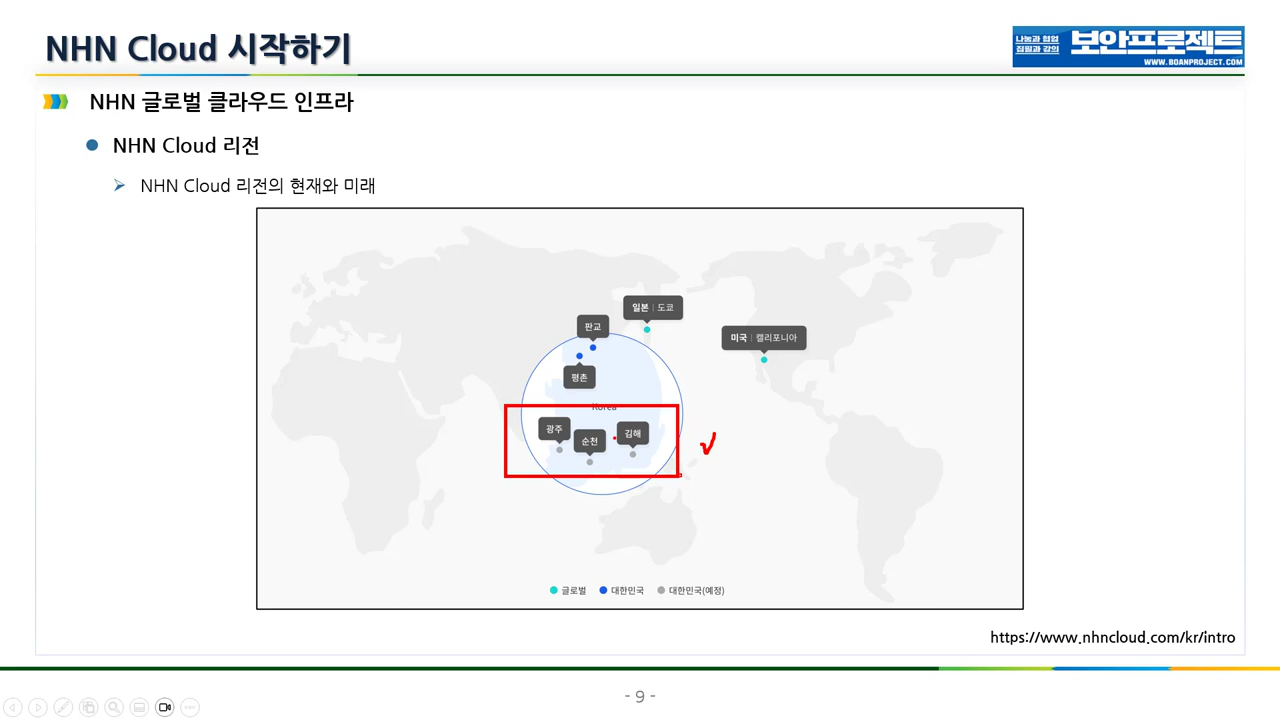 NHN Cloud 시작하기
나눔과 협업
집필과 강의
보안프로젝트
WWW.BOANPROJECT.COM
NHN 글로벌 클라우드 인프라
NHN Cloud 리전
NHN Cloud 리전의 현재와 미래
일본 | 도쿄
판교
미국 | 캘리포니아
평촌
Korea
광주
순천
김해
글로벌
대한민국
대한민국(예정)
https://www.nhncloud.com/kr/intro
- 9 -